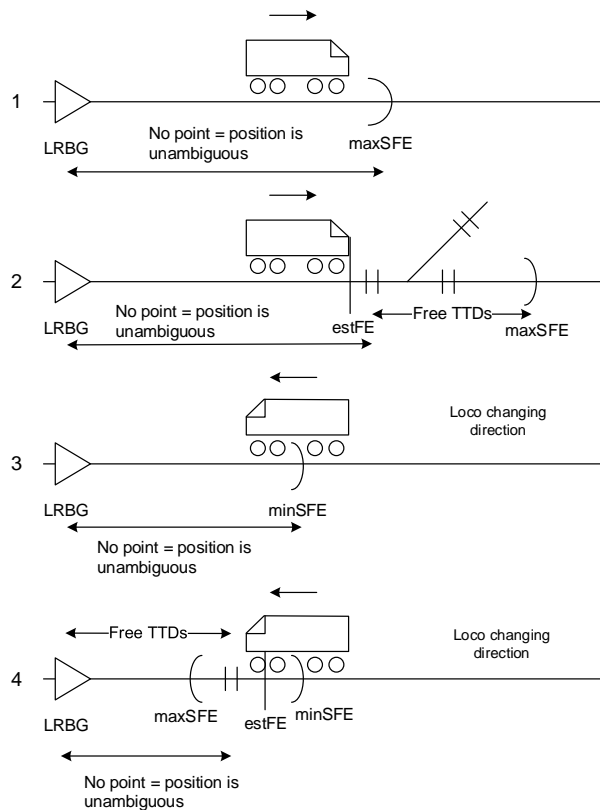 1
LRBG
No point = position is
unambiguous
maxSFE
2
LRBG
No point = position is
unambiguous
estFE
Free TTDs
maxSFE
Loco changing
direction
3
LRBG
minSFE
No point = position is
unambiguous
Free TTDs
Loco changing
direction
4
LRBG
maxSFE
estFE
minSFE
No point = position is
unambiguous